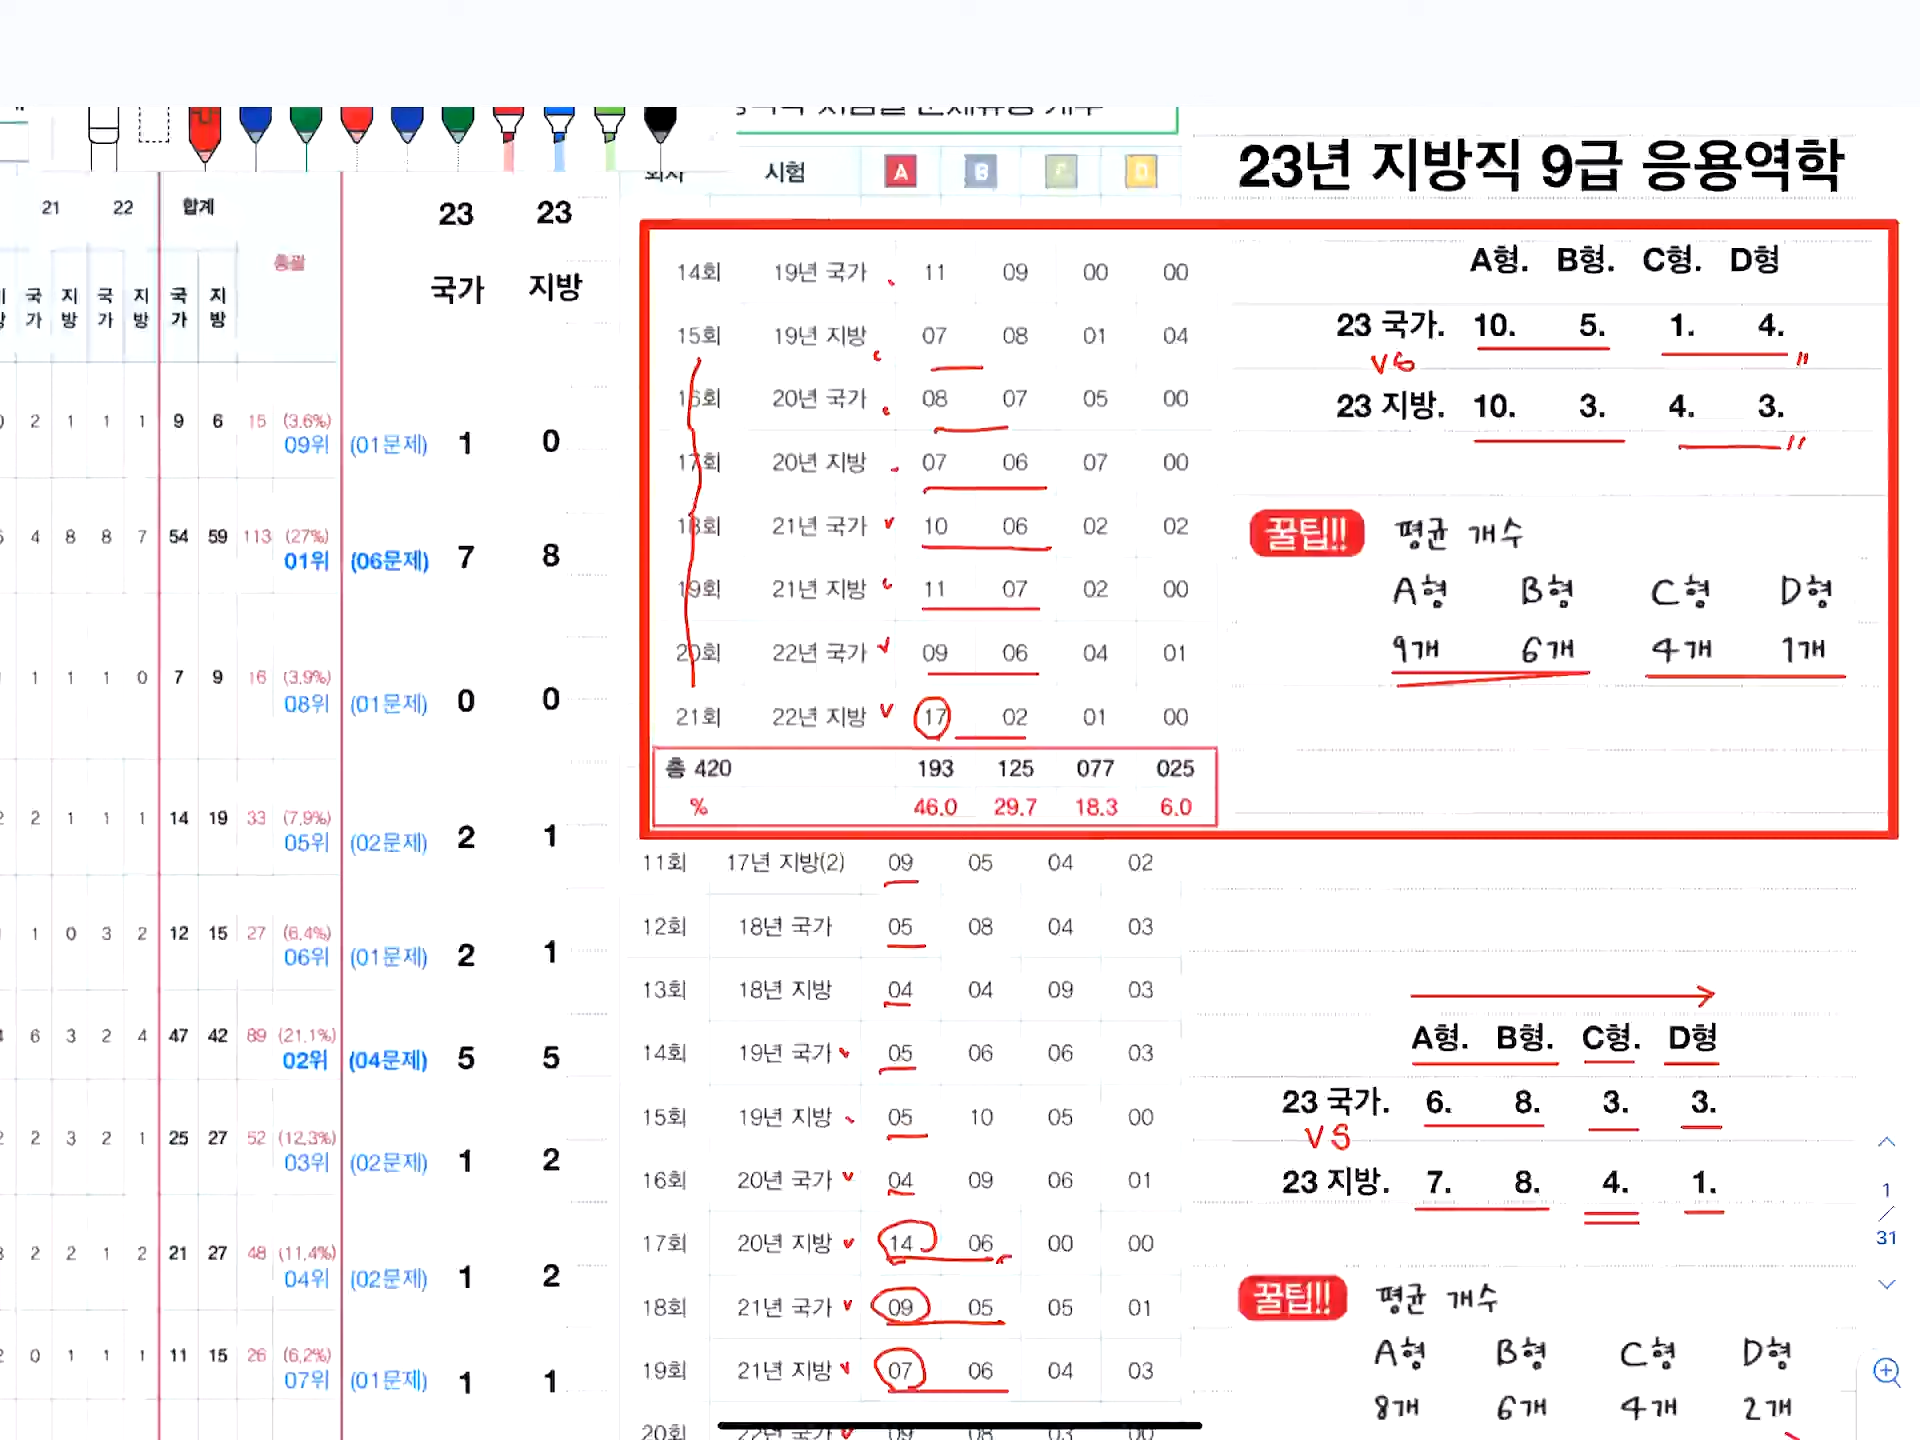 23년 지방직 9급 응용역학
시험 A B C D
21 22 합계 23 23
총괄
국가 지방
국 지 국 지 국 지
가 방 가 방 가 방
2 1 1 1 9 6 15 (3.6%)
09위 (01문제) 1 0
4 8 8 7 54 59 113 (27%)
01위 (06문제) 7 8
1 1 1 0 7 9 16 (3.9%)
08위 (01문제) 0 0
2 1 1 1 14 19 33 (7.9%)
05위 (02문제) 2 1
1 0 3 2 12 15 27 (6.4%)
06위 (01문제) 2 1
6 3 2 4 47 42 89 (21.1%)
02위 (04문제) 5 5
2 3 2 1 25 27 52 (12.3%)
03위 (02문제) 1 2
2 2 1 2 21 27 48 (11.4%)
04위 (02문제) 1 2
0 1 1 1 11 15 26 (6.2%)
07위 (01문제) 1 1
14회 19년 국가 11 09 00 00
15회 19년 지방 07 08 01 04
16회 20년 국가 08 07 05 00
17회 20년 지방 07 06 07 00
18회 21년 국가 10 06 02 02
19회 21년 지방 11 07 02 00
20회 22년 국가 09 06 04 01
21회 22년 지방 17 02 01 00
총 420 193 125 077 025
% 46.0 29.7 18.3 6.0
A형. B형. C형. D형
23 국가. 10. 5. 1. 4.
VS
23 지방. 10. 3. 4. 3.
꿀팁!! 평균 개수
A형 B형 C형 D형
9개 6개 4개 1개
11회 17년 지방(2) 09 05 04 02
12회 18년 국가 05 08 04 03
13회 18년 지방 04 04 09 03
14회 19년 국가 05 06 06 03
15회 19년 지방 05 10 05 00
16회 20년 국가 04 09 06 01
17회 20년 지방 14 06 00 00
18회 21년 국가 09 05 05 01
19회 21년 지방 07 06 04 03
20회 22년 국가 09 08 03 00
A형. B형. C형. D형
23 국가. 6. 8. 3. 3.
VS
23 지방. 7. 8. 4. 1.
꿀팁!! 평균 개수
A형 B형 C형 D형
8개 6개 4개 2개
1
/
31